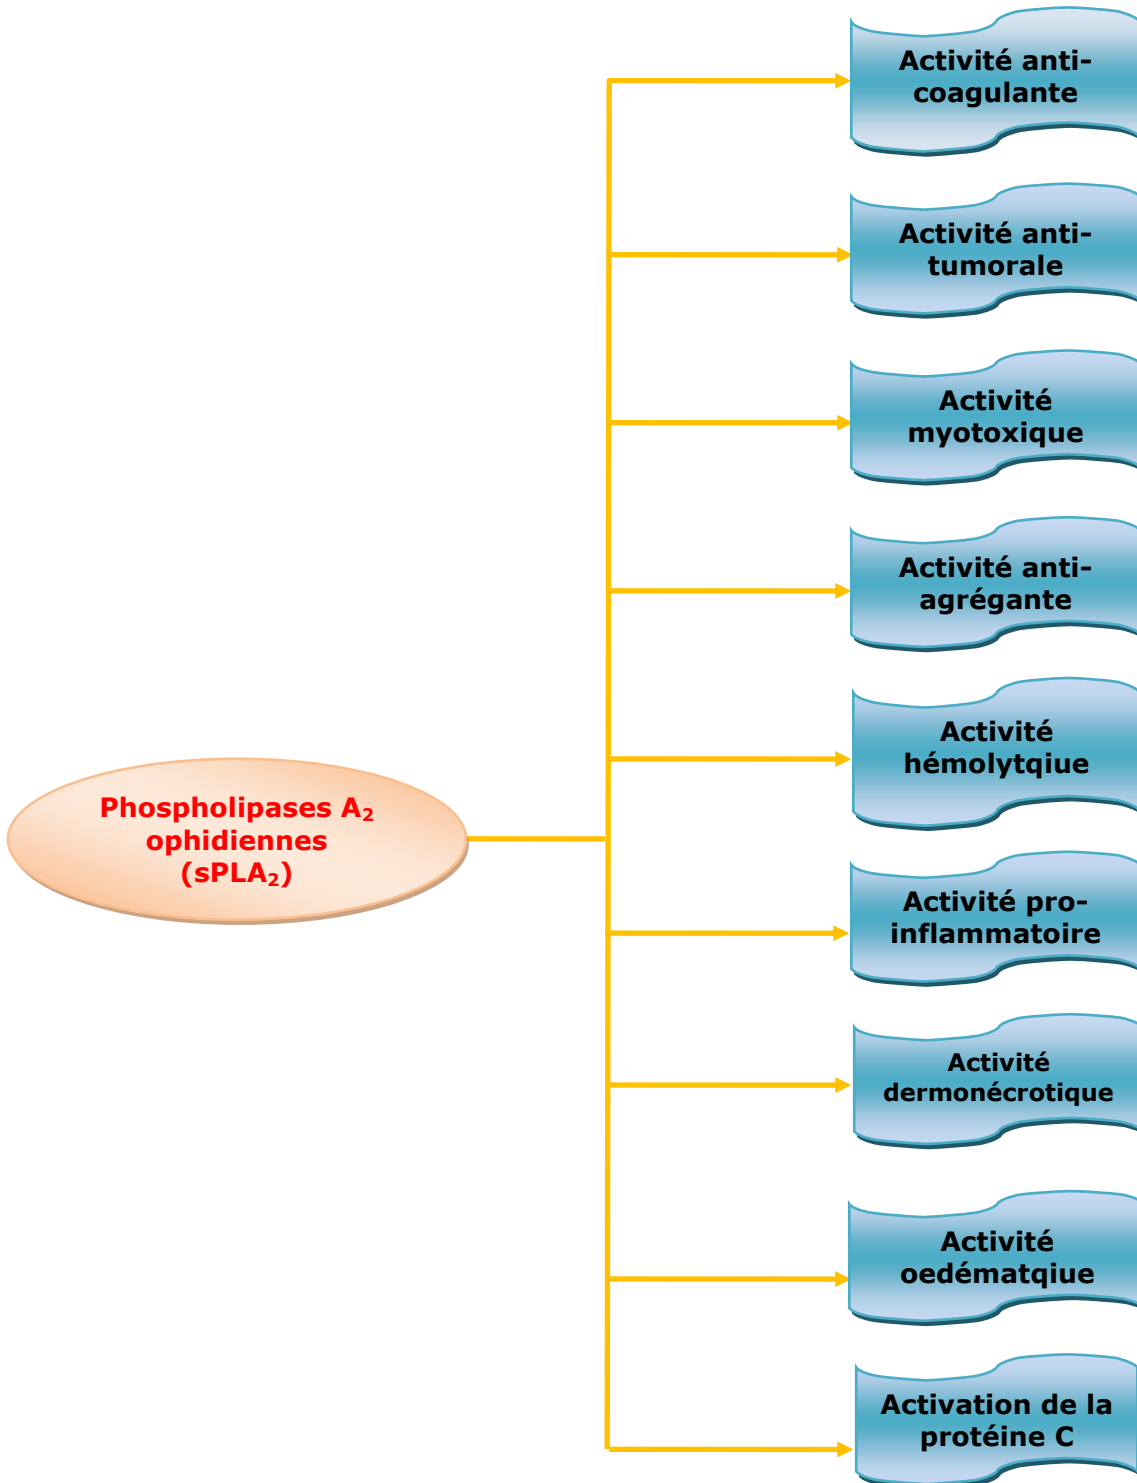 Activité anti-
coagulante
Activité anti-
tumorale
Activité
myotoxique
Activité anti-
agrégante
Activité
hémolytqiue
Phospholipases A₂
ophidiennes
(sPLA₂)
Activité pro-
inflammatoire
Activité
dermonécrotique
Activité
oedématqiue
Activation de la
protéine C